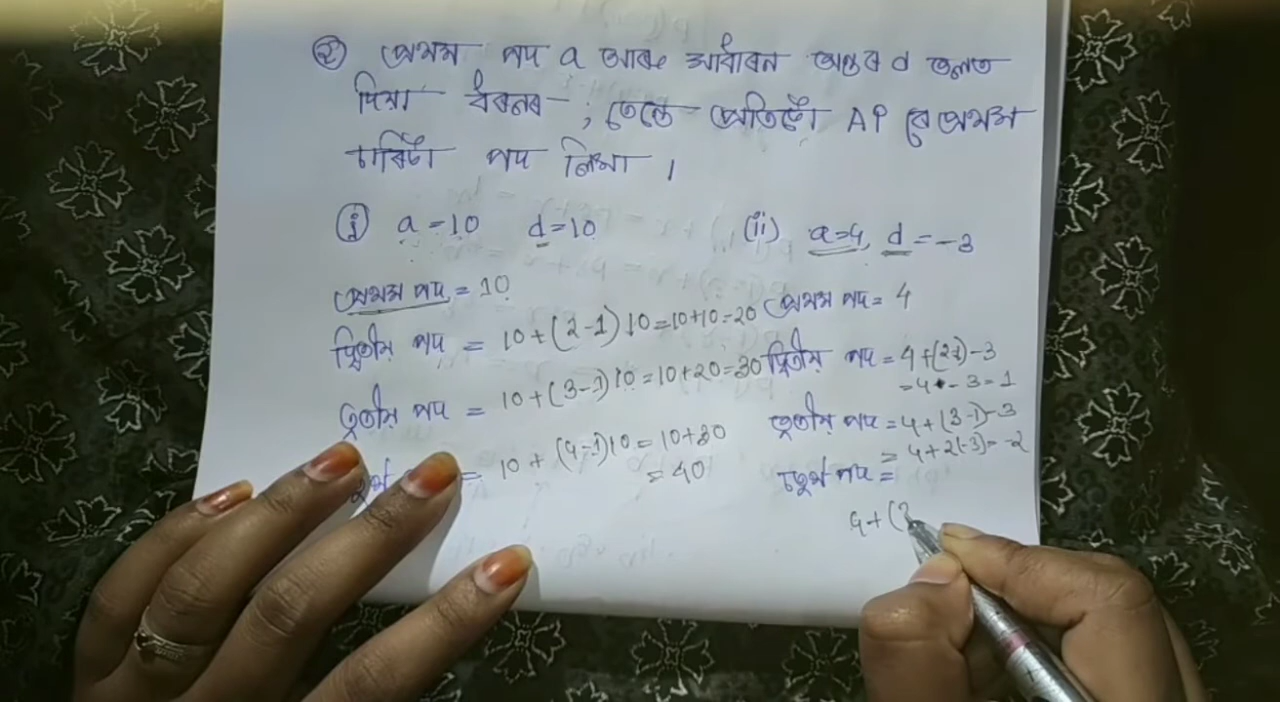 ② প্ৰথম পদ a আৰু সাধাৰন অন্তৰ d তলত
দিয়া ধৰনৰ ; তেন্তে প্ৰতিটো AP ৰে প্ৰথম
চাৰিটা পদ লিখা ।
(i) a = 10 d = 10
প্ৰথম পদ = 10
দ্বিতীয় পদ = 10 + (2-1) 10 = 10+10 = 20
তৃতীয় পদ = 10 + (3-1) 10 = 10+20 = 30
= 10 + (4-1) 10 = 10+30
= 40
(ii) a = 4, d = -3
প্ৰথম পদ = 4
দ্বিতীয় পদ = 4 + (2-1) -3
= 4 - 3 = 1
তৃতীয় পদ = 4 + (3-1) -3
= 4 + 2(-3) = -2
চতুৰ্থ পদ =
4 + (